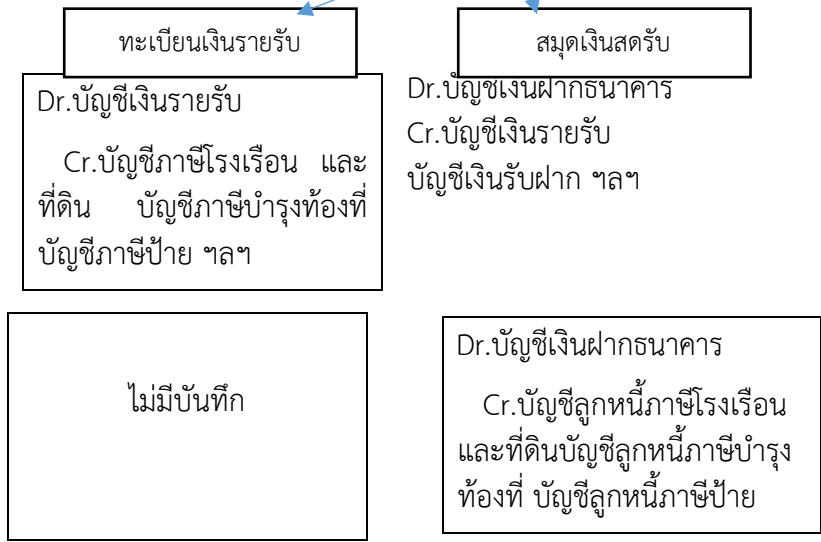 ทะเบียนเงินรายรับ
สมุดเงินสดรับ
Dr.บัญชีเงินรายรับ
Cr.บัญชีภาษีโรงเรือน และ
ที่ดิน บัญชีภาษีบำรุงท้องที่
บัญชีภาษีป้าย ฯลฯ
Dr.บัญชีเงินฝากธนาคาร
Cr.บัญชีเงินรายรับ
บัญชีเงินรับฝาก ฯลฯ
ไม่มีบันทึก
Dr.บัญชีเงินฝากธนาคาร
Cr.บัญชีลูกหนี้ภาษีโรงเรือน
และที่ดินบัญชีลูกหนี้ภาษีบำรุง
ท้องที่ บัญชีลูกหนี้ภาษีป้าย